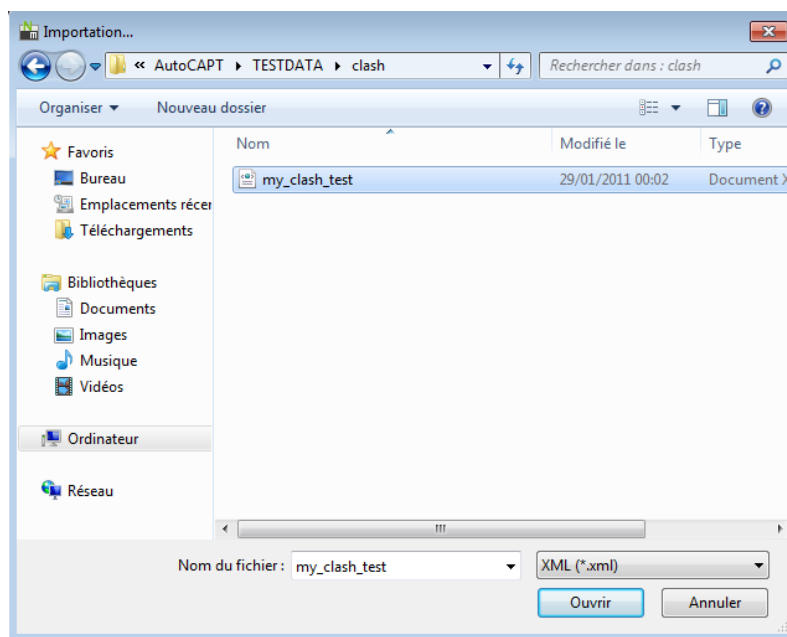 Importation...
« AutoCAPT ▸ TESTDATA ▸ clash
Rechercher dans : clash
Organiser
Nouveau dossier
Nom
Modifié le
Type
my_clash_test
29/01/2011 00:02
Document X
Favoris
Bureau
Emplacements récen
Téléchargements
Bibliothèques
Documents
Images
Musique
Vidéos
Ordinateur
Réseau
Nom du fichier :
my_clash_test
XML (*.xml)
Ouvrir
Annuler